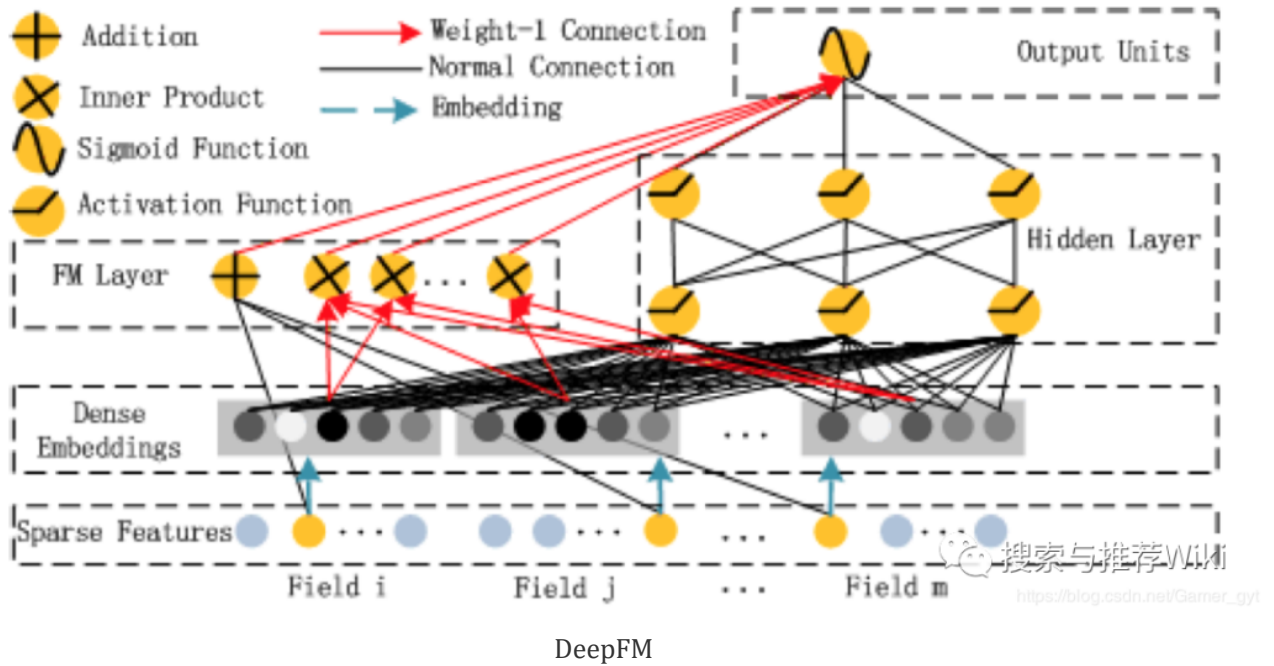 Addition
Weight-1 Connection
Output Units
Normal Connection
Inner Product
Embedding
Sigmoid Function
Activation Function
Hidden Layer
FM Layer
...
Dense
Embeddings
...
Sparse Features
...
...
...
...
搜索与推荐Wiki
Field i
Field j
...
Field m
https://blog.csdn.net/Gamer_gyt
DeepFM